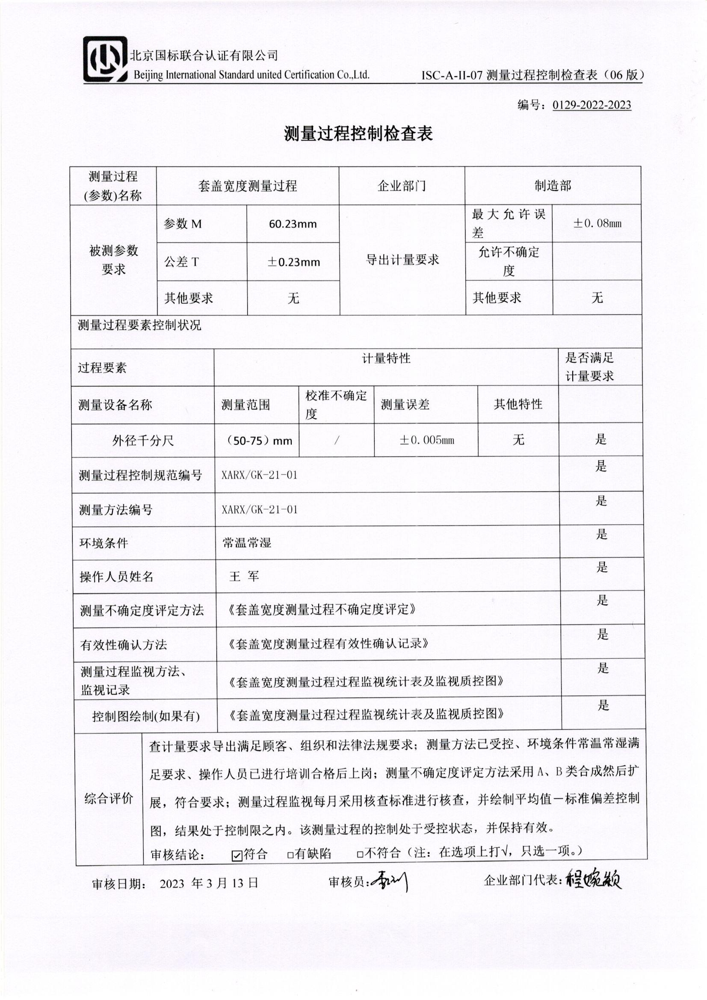 北京国标联合认证有限公司
Beijing International Standard united Certification Co.,Ltd. ISC-A-II-07 测量过程控制检查表（06 版）
编号：0129-2022-2023
测量过程控制检查表
测量过程
(参数)名称
套盖宽度测量过程
企业部门
制造部
被测参数
要求
参数 M
60.23mm
导出计量要求
最大允许误
差
±0.08mm
公差 T
±0.23mm
允许不确定
度
其他要求
无
其他要求
无
测量过程要素控制状况
过程要素
计量特性
是否满足
计量要求
测量设备名称
测量范围
校准不确定
度
测量误差
其他特性
外径千分尺
（50-75）mm
/
±0.005mm
无
是
测量过程控制规范编号
XARX/GK-21-01
是
测量方法编号
XARX/GK-21-01
是
环境条件
常温常湿
是
操作人员姓名
王 军
是
测量不确定度评定方法
《套盖宽度测量过程不确定度评定》
是
有效性确认方法
《套盖宽度测量过程有效性确认记录》
是
测量过程监视方法、
监视记录
《套盖宽度测量过程过程监视统计表及监视质控图》
是
控制图绘制(如果有)
《套盖宽度测量过程过程监视统计表及监视质控图》
是
综合评价
查计量要求导出满足顾客、组织和法律法规要求；测量方法已受控、环境条件常温常湿满
足要求、操作人员已进行培训合格后上岗；测量不确定度评定方法采用 A、B 类合成然后扩
展，符合要求；测量过程监视每月采用核查标准进行核查，并绘制平均值－标准偏差控制
图，结果处于控制限之内。该测量过程的控制处于受控状态，并保持有效。
审核结论： ☑符合 □有缺陷 □不符合（注：在选项上打√，只选一项。）
审核日期： 2023 年 3 月 13 日 审核员: 企业部门代表:程婉颖